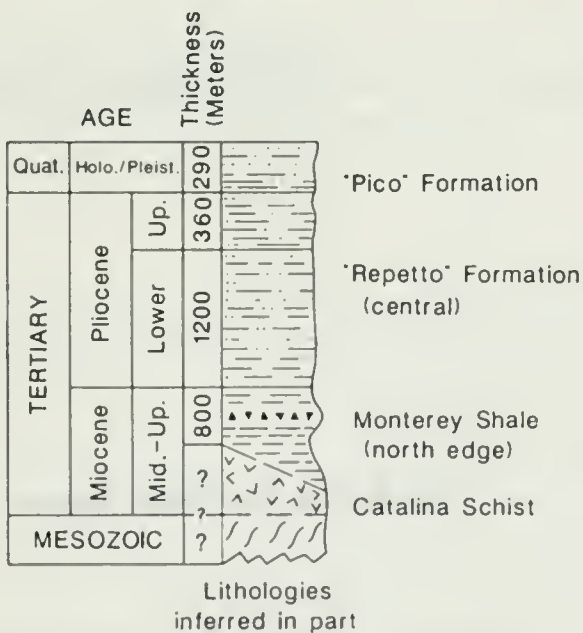 AGE
Thickness
(Meters)
Quat.
Holo./Pleist.
290
"Pico" Formation
TERTIARY
Pliocene
Up.
360
Lower
1200
"Repetto" Formation
(central)
Miocene
Mid.-Up.
800
Monterey Shale
(north edge)
?
Catalina Schist
?
MESOZOIC
?
Lithologies
inferred in part